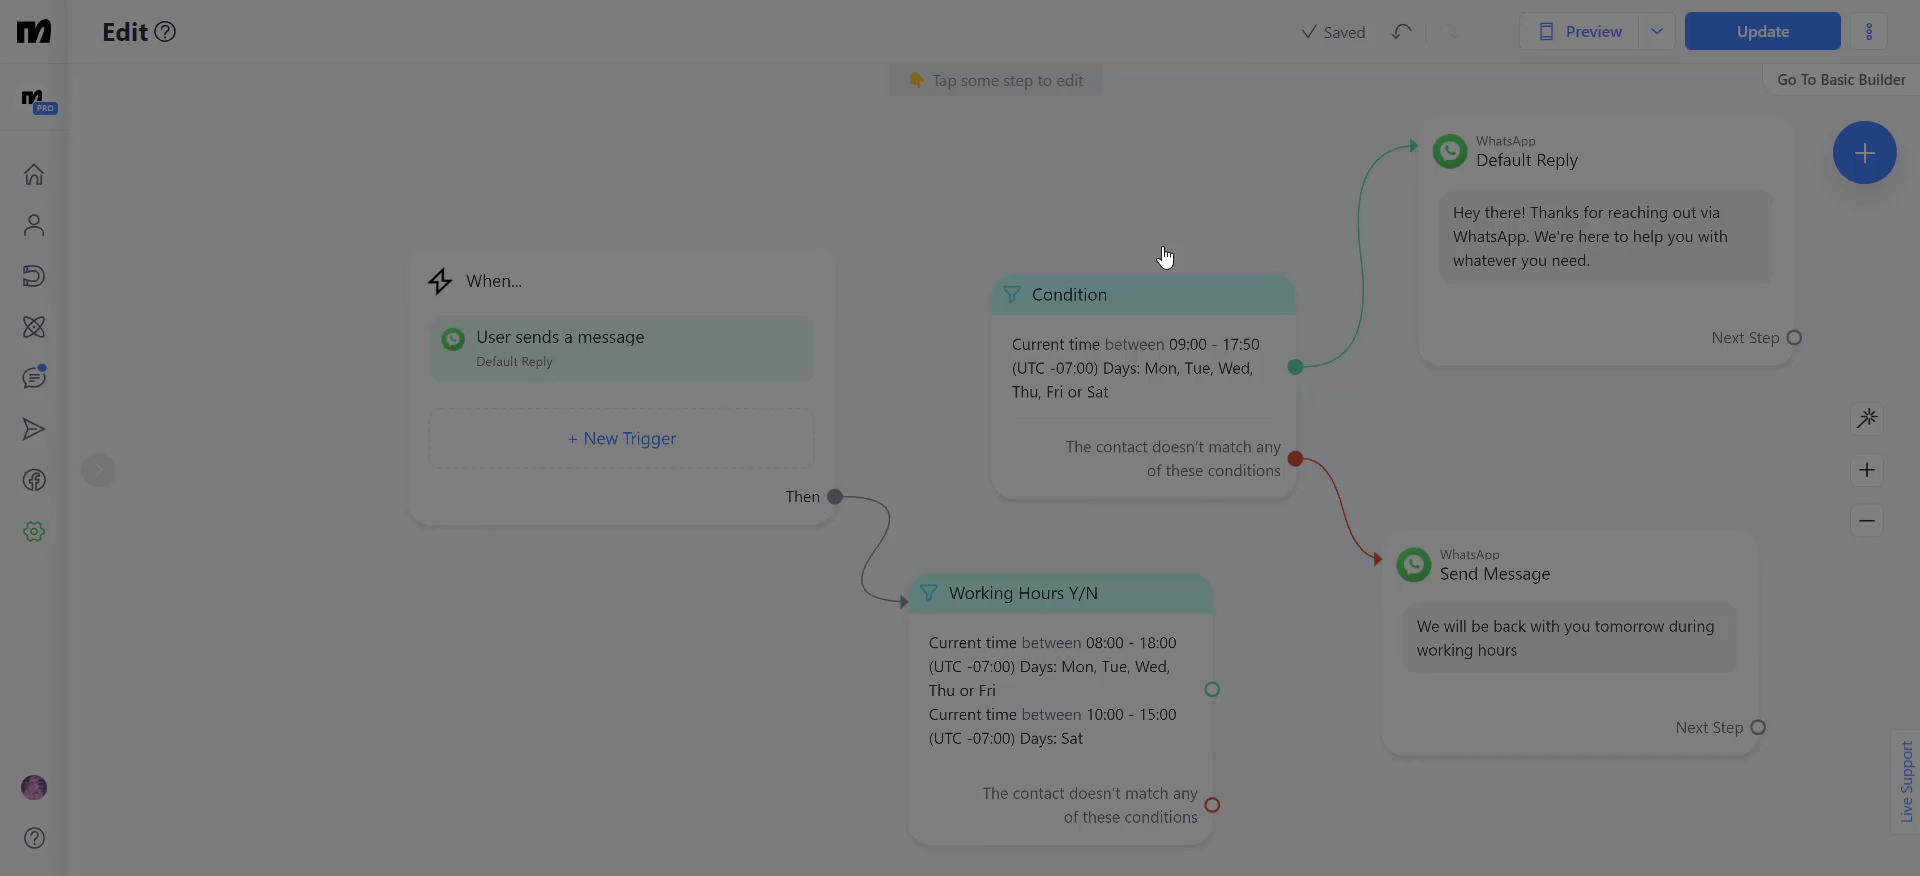 Edit
Saved
Preview
Update
PRO
👇 Tap some step to edit
Go To Basic Builder
When...
User sends a message
Default Reply
+ New Trigger
Then
Condition
Current time between 09:00 - 17:50
(UTC -07:00) Days: Mon, Tue, Wed,
Thu, Fri or Sat
The contact doesn't match any
of these conditions
WhatsApp
Default Reply
Hey there! Thanks for reaching out via
WhatsApp. We're here to help you with
whatever you need.
Next Step
Working Hours Y/N
Current time between 08:00 - 18:00
(UTC -07:00) Days: Mon, Tue, Wed,
Thu or Fri
Current time between 10:00 - 15:00
(UTC -07:00) Days: Sat
The contact doesn't match any
of these conditions
WhatsApp
Send Message
We will be back with you tomorrow during
working hours
Next Step
Live Support